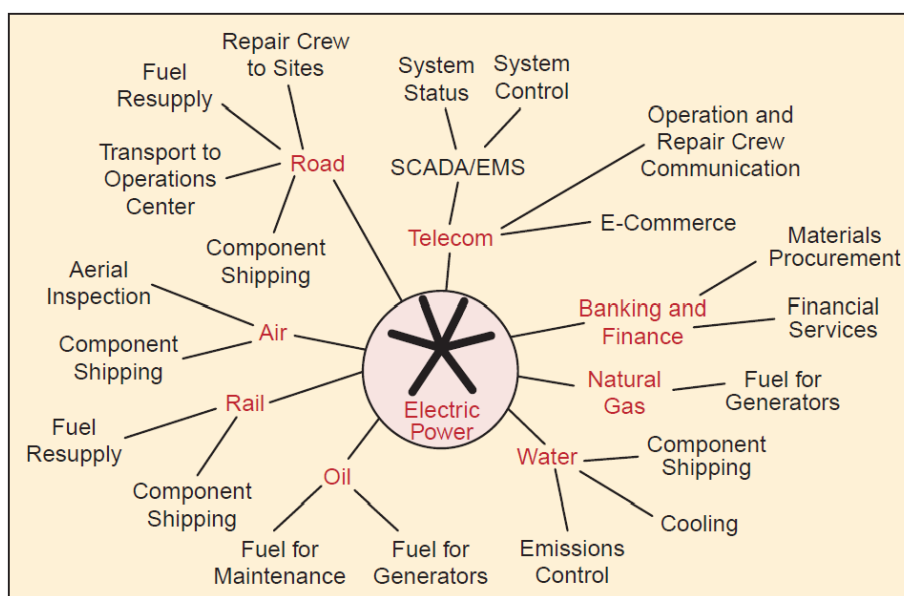 Repair Crew
to Sites
Fuel
Resupply
Transport to
Operations
Center
Road
Component
Shipping
System
Status
System
Control
SCADA/EMS
Operation and
Repair Crew
Communication
Telecom
E-Commerce
Materials
Procurement
Banking and
Finance
Financial
Services
Aerial
Inspection
Air
Component
Shipping
Natural
Gas
Fuel for
Generators
Electric
Power
Rail
Fuel
Resupply
Component
Shipping
Water
Component
Shipping
Cooling
Emissions
Control
Oil
Fuel for
Maintenance
Fuel for
Generators